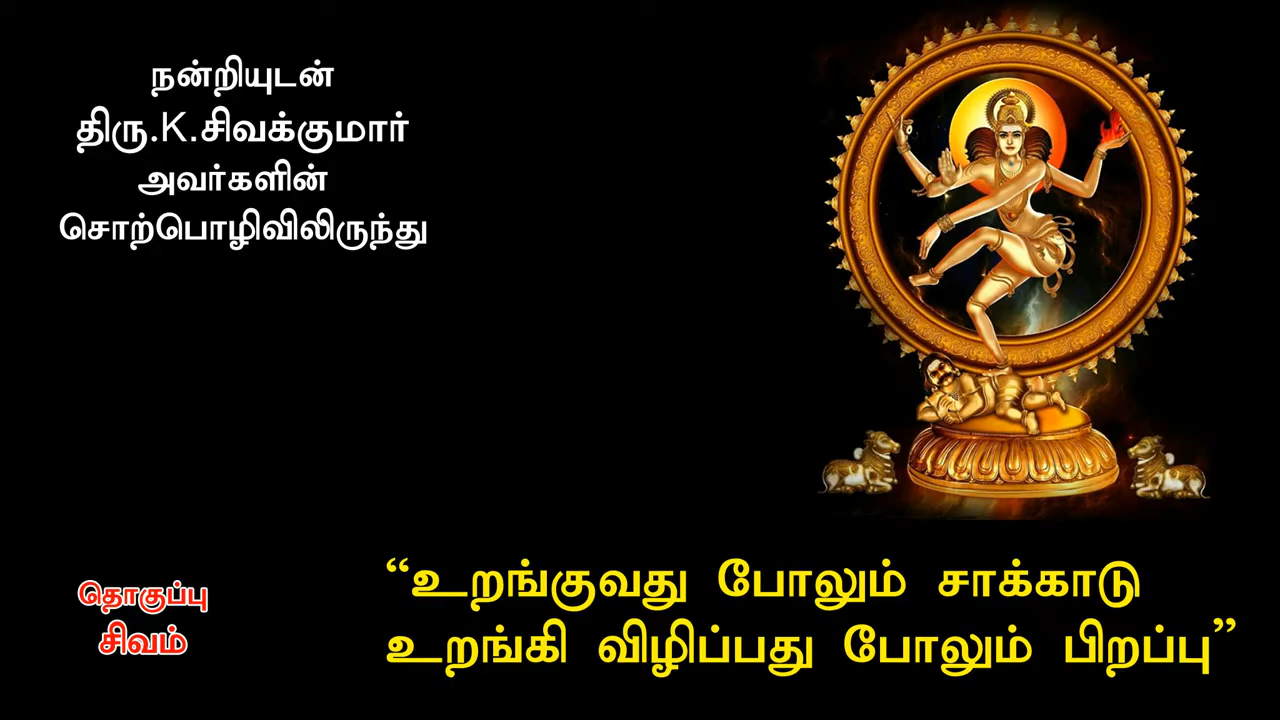 நன்றியுடன்
திரு.K.சிவக்குமார்
அவர்களின்
சொற்பொழிவிலிருந்து
“உறங்குவது போலும் சாக்காடு
உறங்கி விழிப்பது போலும் பிறப்பு”
தொகுப்பு
சிவம்